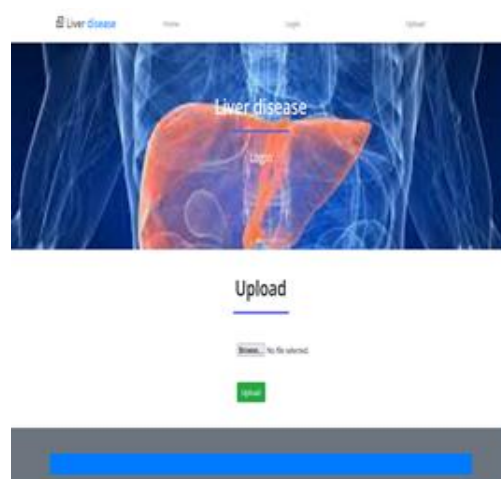 Liver disease
Home
Login
Upload
Liver disease
Login
Upload
Browse... No file selected.
Upload